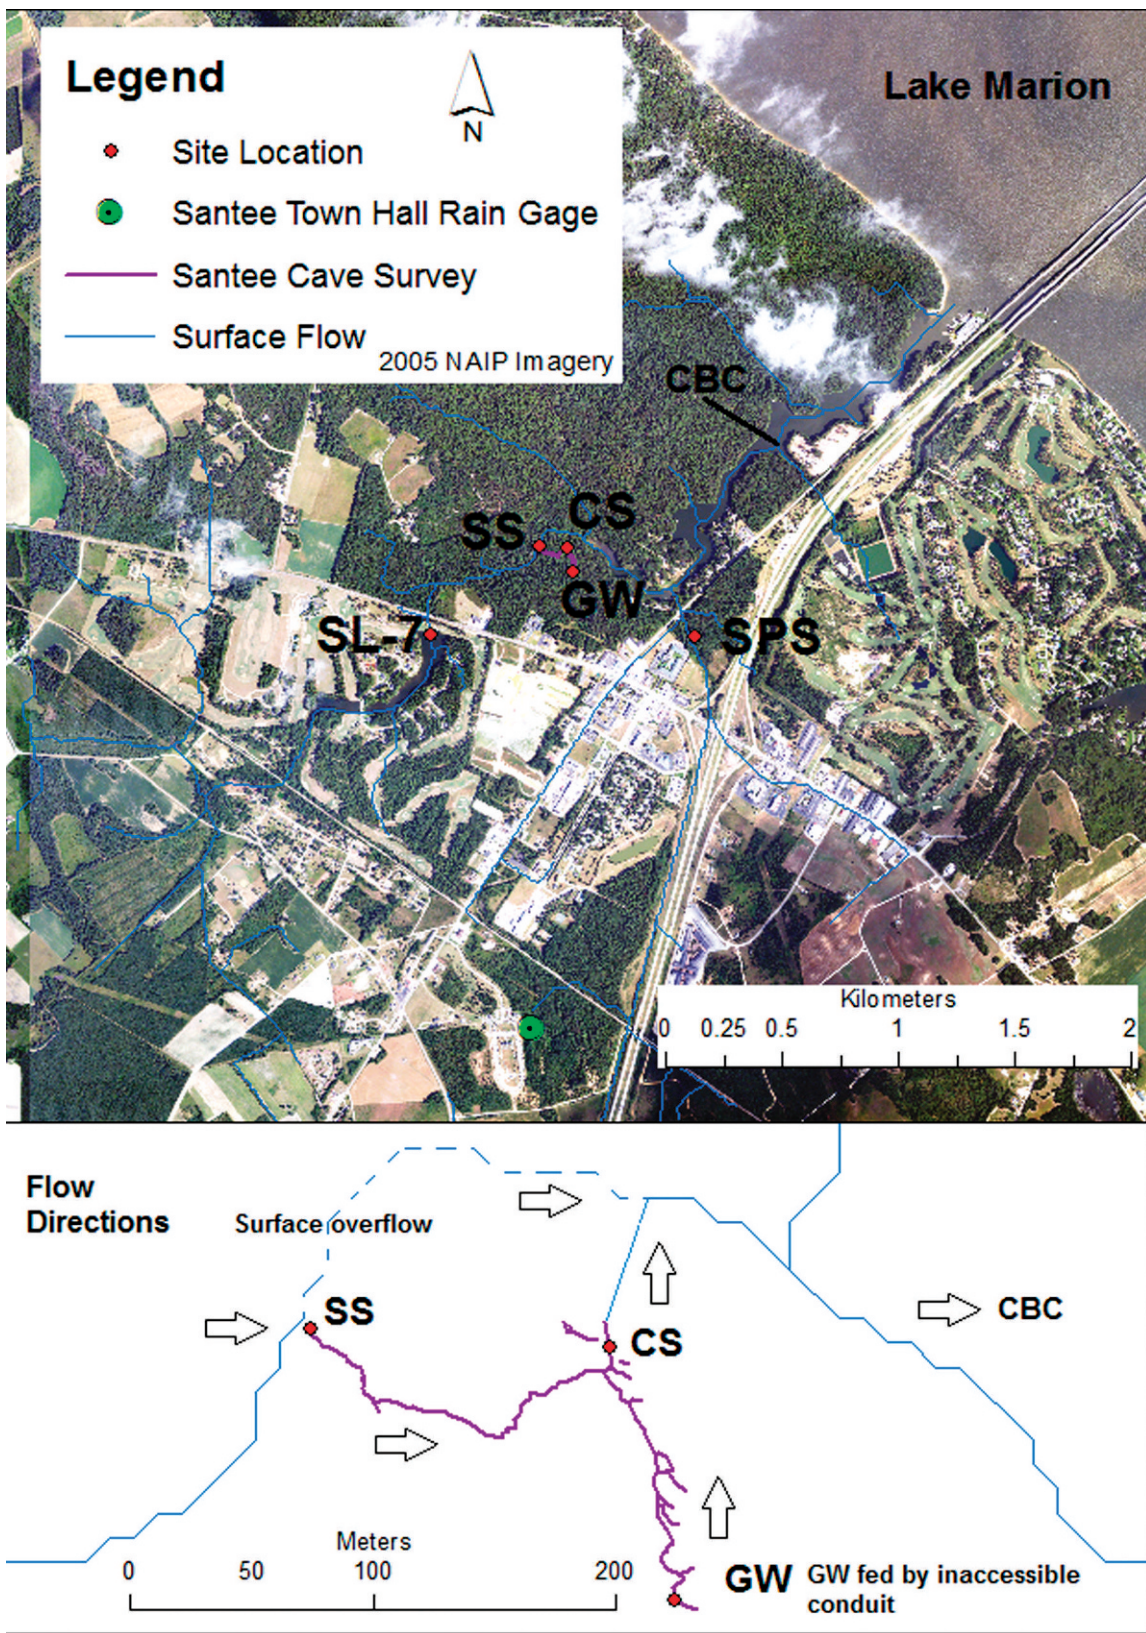 Legend
N
Site Location
Santee Town Hall Rain Gage
Santee Cave Survey
Surface Flow
2005 NAIP Imagery
Lake Marion
CBC
CS
SS
GW
SL-7
SPS
Kilometers
0 0.25 0.5 1 1.5 2
Flow
Directions
Surface overflow
SS
CS
CBC
Meters
0 50 100 200
GW
GW fed by inaccessible
conduit